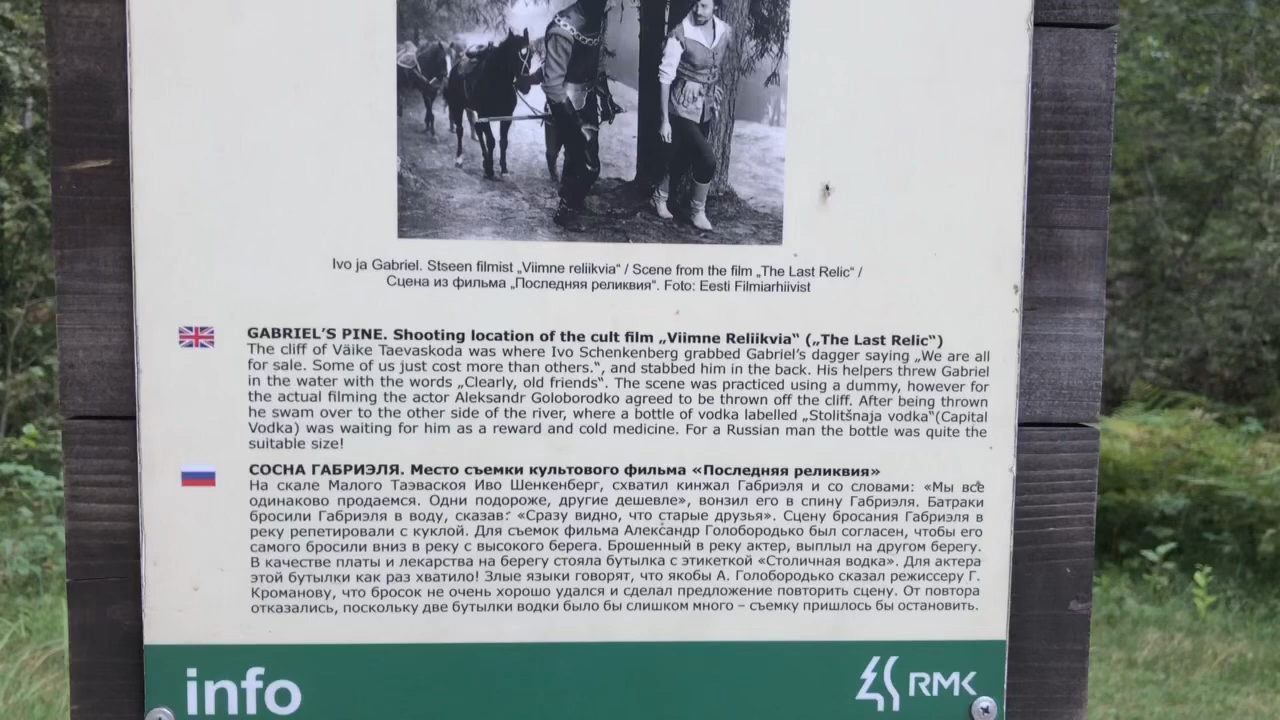 Ivo ja Gabriel. Stseen filmist „Viimne reliikvia“ / Scene from the film „The Last Relic“ /
Сцена из фильма „Последняя реликвия“. Foto: Eesti Filmiarhiivist
GABRIEL’S PINE. Shooting location of the cult film „Viimne Reliikvia“ („The Last Relic“)
The cliff of Väike Taevaskoda was where Ivo Schenkenberg grabbed Gabriel’s dagger saying „We are all
for sale. Some of us just cost more than others.“, and stabbed him in the back. His helpers threw Gabriel
in the water with the words „Clearly, old friends“. The scene was practiced using a dummy, however for
the actual filming the actor Aleksandr Goloborodko agreed to be thrown off the cliff. After being thrown
he swam over to the other side of the river, where a bottle of vodka labelled „Stolitšnaja vodka“(Capital
Vodka) was waiting for him as a reward and cold medicine. For a Russian man the bottle was quite the
suitable size!
СОСНА ГАБРИЭЛЯ. Место съемки культового фильма «Последняя реликвия»
На скале Малого Таэваскоя Иво Шенкенберг, схватил кинжал Габриэля и со словами: «Мы все
одинаково продаемся. Одни подороже, другие дешевле», вонзил его в спину Габриэля. Батраки
бросили Габриэля в воду, сказав: «Сразу видно, что старые друзья». Сцену бросания Габриэля в
реку репетировали с куклой. Для съемок фильма Александр Голобородько был согласен, чтобы его
самого бросили вниз в реку с высокого берега. Брошенный в реку актер, выплыл на другом берегу.
В качестве платы и лекарства на берегу стояла бутылка с этикеткой «Столичная водка». Для актера
этой бутылки как раз хватило! Злые языки говорят, что якобы А. Голобородько сказал режиссеру Г.
Кроманову, что бросок не очень хорошо удался и сделал предложение повторить сцену. От повтора
отказались, поскольку две бутылки водки было бы слишком много – съемку пришлось бы остановить.
info
RMK